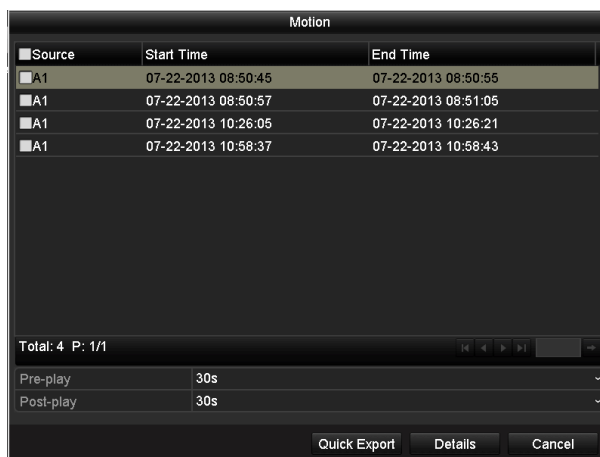 Motion
Source Start Time End Time
A1 07-22-2013 08:50:45 07-22-2013 08:50:55
A1 07-22-2013 08:50:57 07-22-2013 08:51:05
A1 07-22-2013 10:26:05 07-22-2013 10:26:21
A1 07-22-2013 10:58:37 07-22-2013 10:58:43
Total: 4 P: 1/1
Pre-play 30s
Post-play 30s
Quick Export Details Cancel